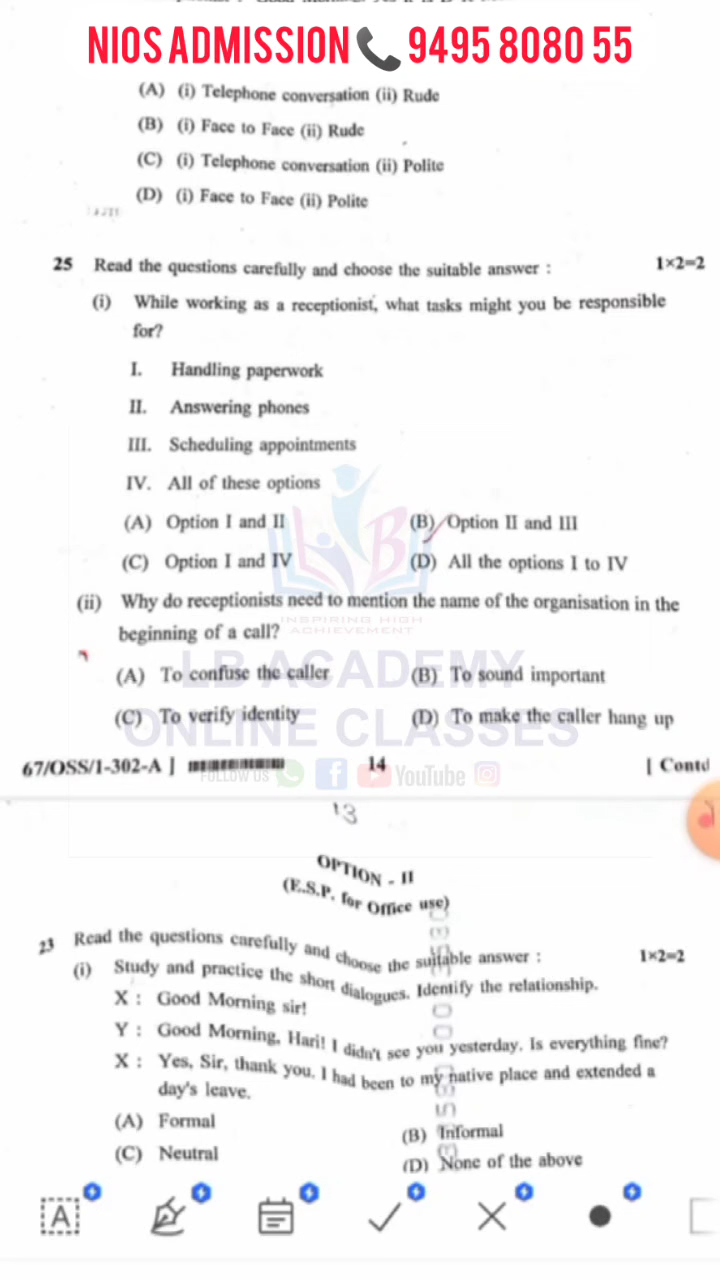 NIOS ADMISSION 📞 9495 8080 55
(A) (i) Telephone conversation (ii) Rude
(B) (i) Face to Face (ii) Rude
(C) (i) Telephone conversation (ii) Polite
(D) (i) Face to Face (ii) Polite
25 Read the questions carefully and choose the suitable answer : 1×2=2
(i) While working as a receptionist, what tasks might you be responsible
for?
I. Handling paperwork
II. Answering phones
III. Scheduling appointments
IV. All of these options
(A) Option I and II (B) Option II and III
(C) Option I and IV (D) All the options I to IV
(ii) Why do receptionists need to mention the name of the organisation in the
beginning of a call?
INSPIRING HIGH
ACHIEVEMENT
(A) To confuse the caller (B) To sound important
LB ACADEMY
(C) To verify identity (D) To make the caller hang up
ONLINE CLASSES
67/OSS/1-302-A ] 14 [ Contd
FOLLOW US YouTube
13
OPTION - II
(E.S.P. for Office use)
23 Read the questions carefully and choose the suitable answer : 1×2=2
(i) Study and practice the short dialogues. Identify the relationship.
X : Good Morning sir!
Y : Good Morning, Hari! I didn't see you yesterday. Is everything fine?
X : Yes, Sir, thank you. I had been to my native place and extended a
day's leave.
(A) Formal (B) Informal
(C) Neutral (D) None of the above
A